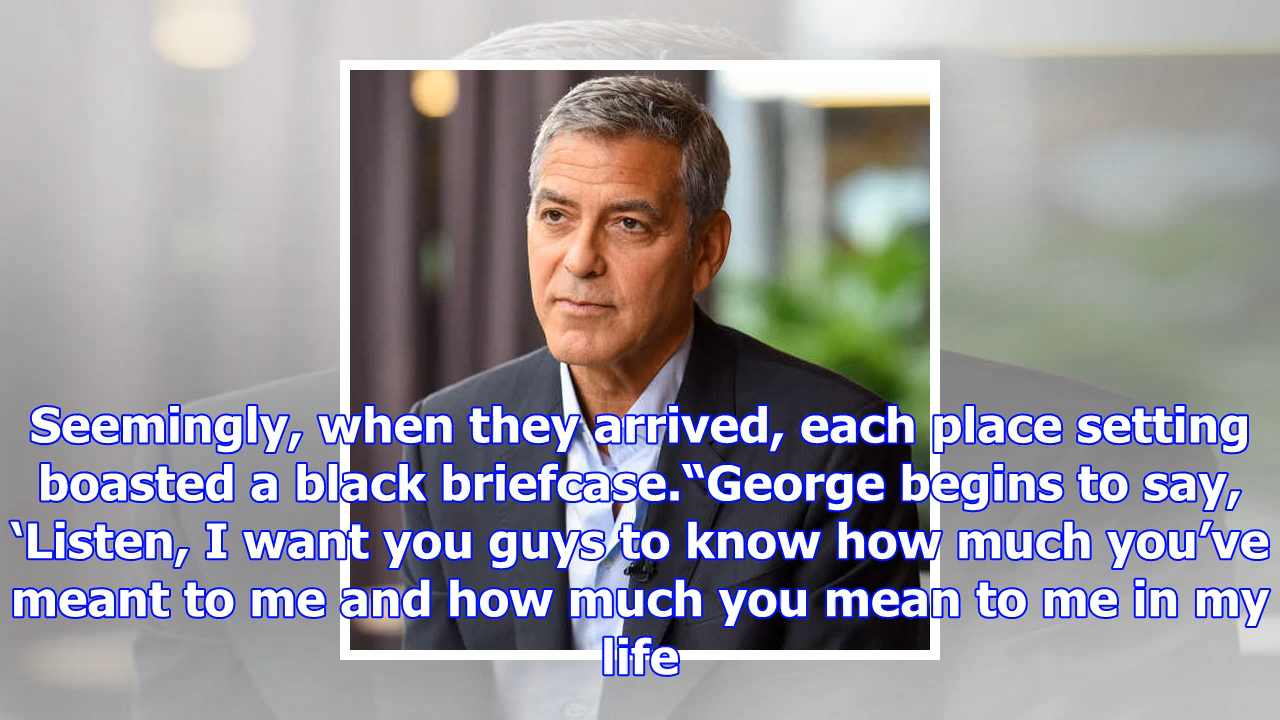 Seemingly, when they arrived, each place setting
boasted a black briefcase.“George begins to say,
‘Listen, I want you guys to know how much you’ve
meant to me and how much you mean to me in my
life